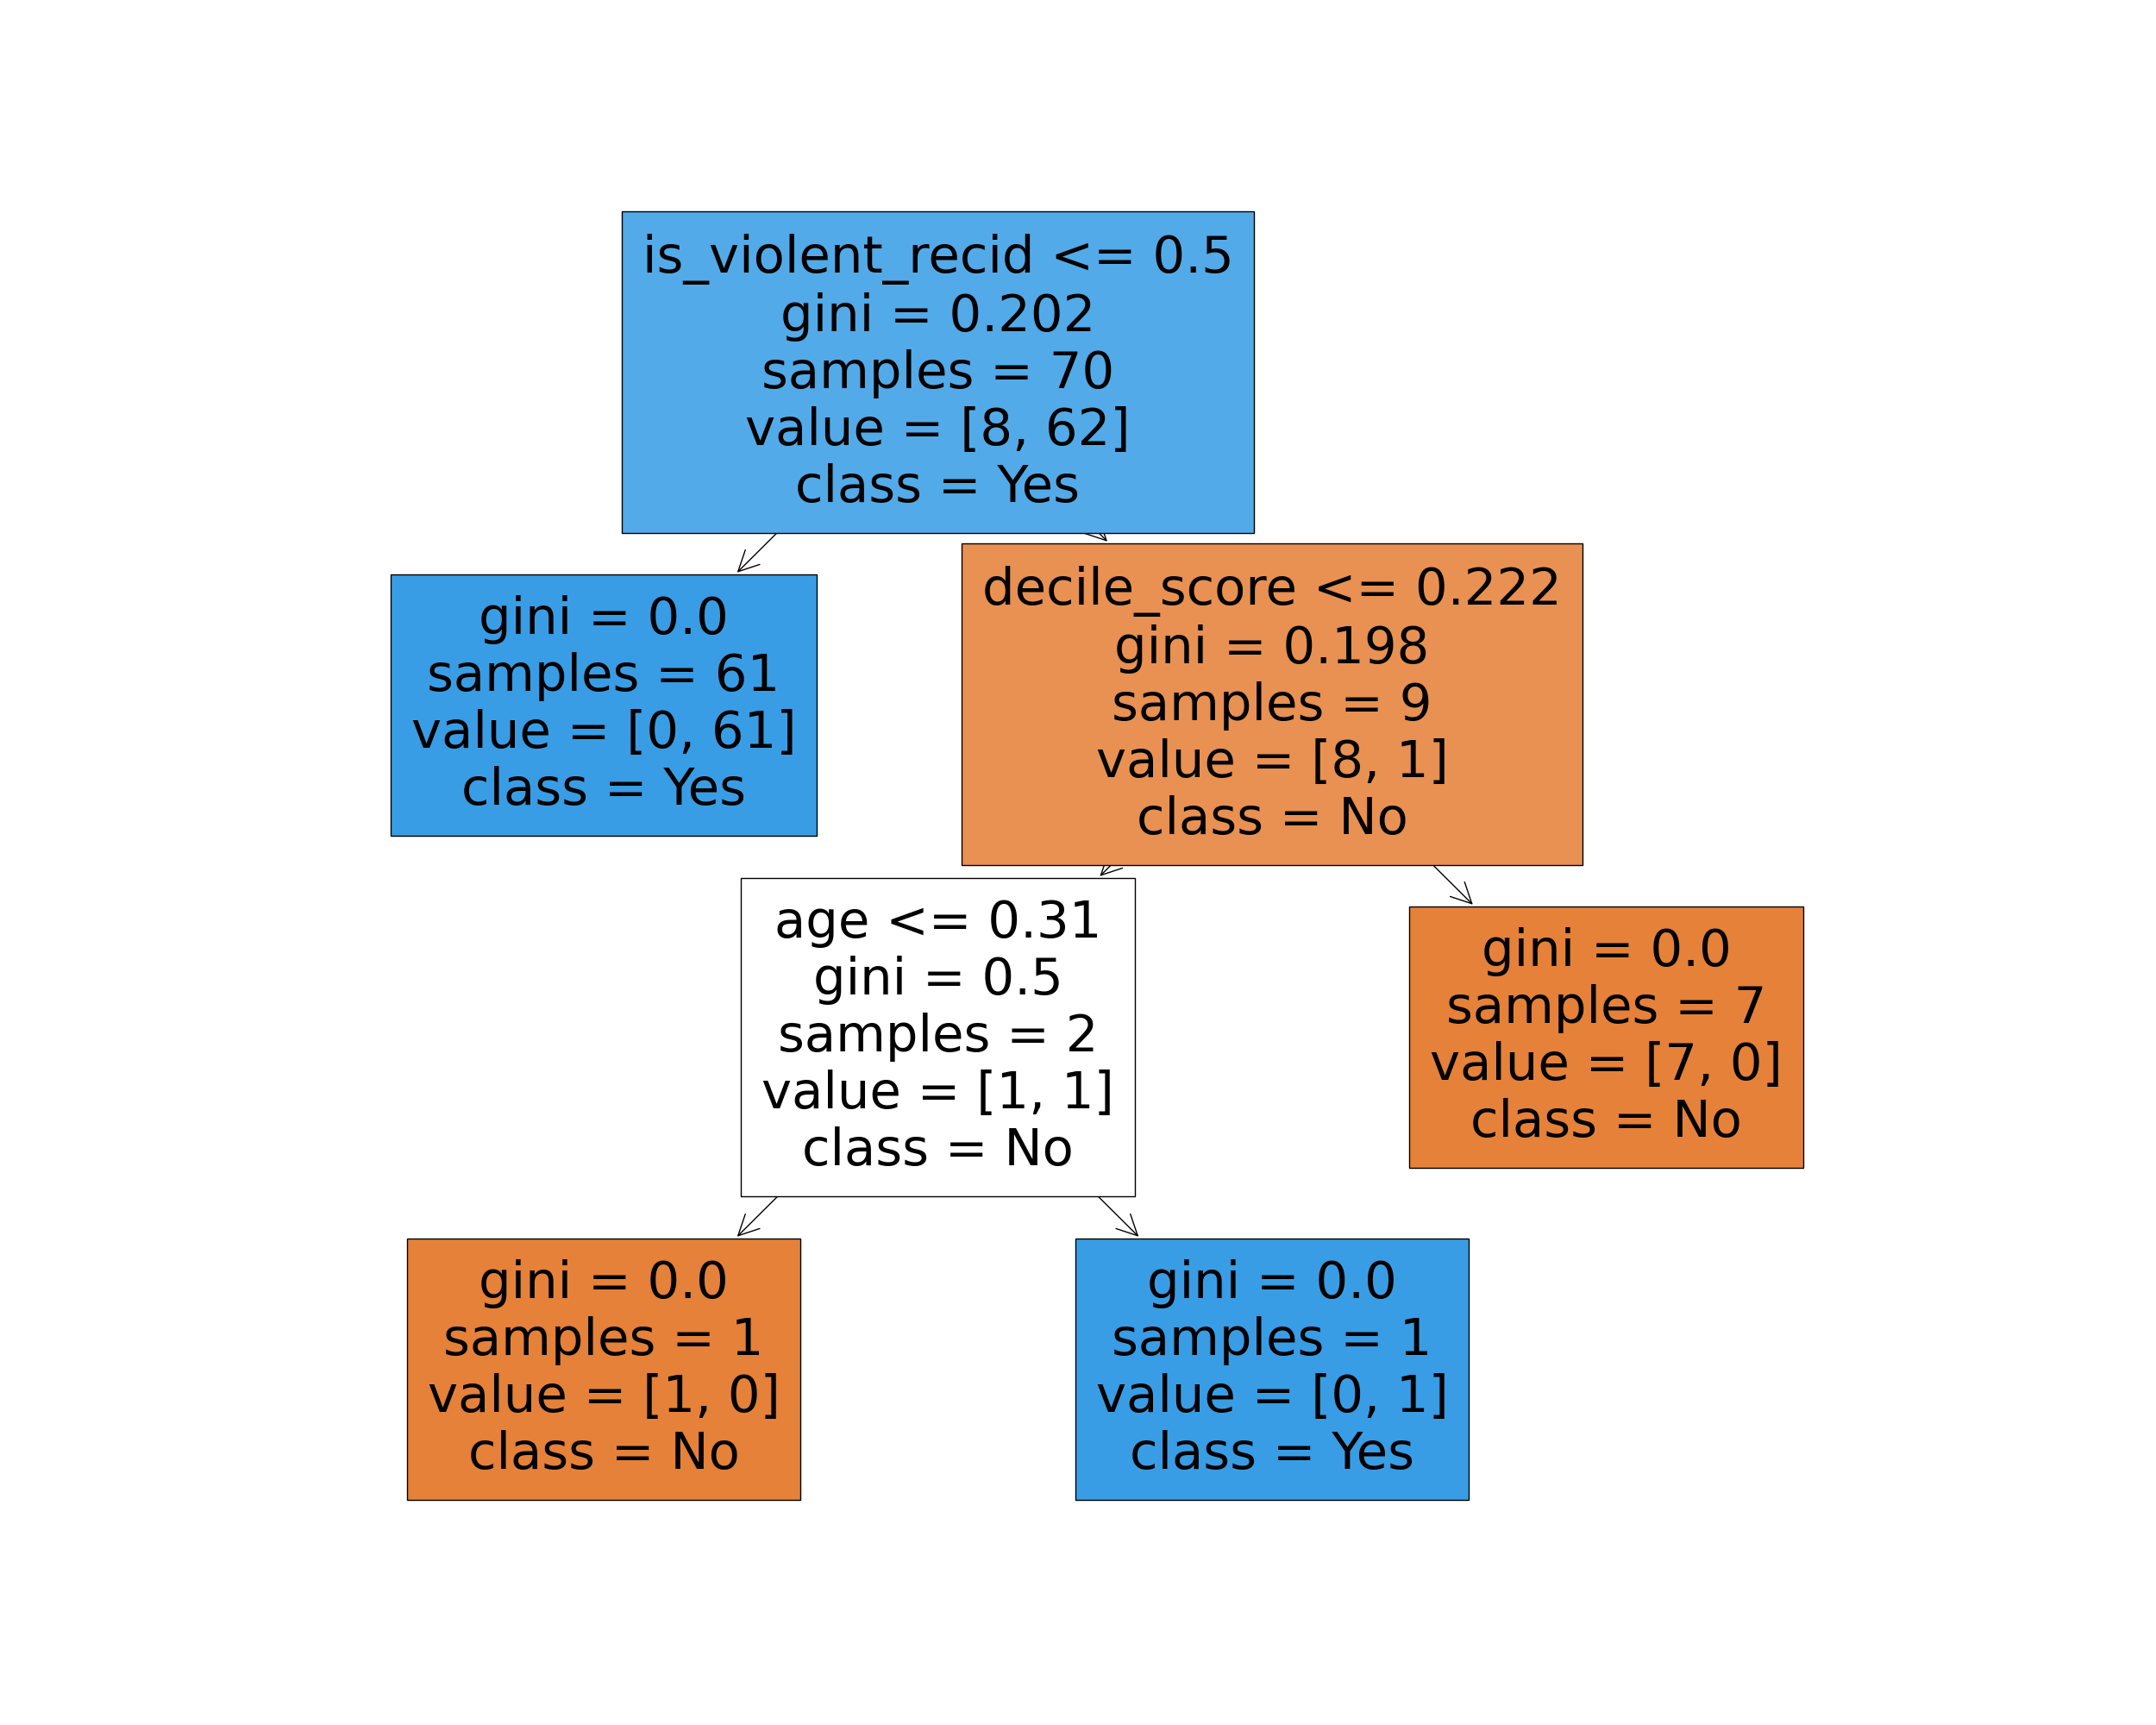 is_violent_recid <= 0.5
gini = 0.202
samples = 70
value = [8, 62]
class = Yes
gini = 0.0
samples = 61
value = [0, 61]
class = Yes
decile_score <= 0.222
gini = 0.198
samples = 9
value = [8, 1]
class = No
age <= 0.31
gini = 0.5
samples = 2
value = [1, 1]
class = No
gini = 0.0
samples = 7
value = [7, 0]
class = No
gini = 0.0
samples = 1
value = [1, 0]
class = No
gini = 0.0
samples = 1
value = [0, 1]
class = Yes